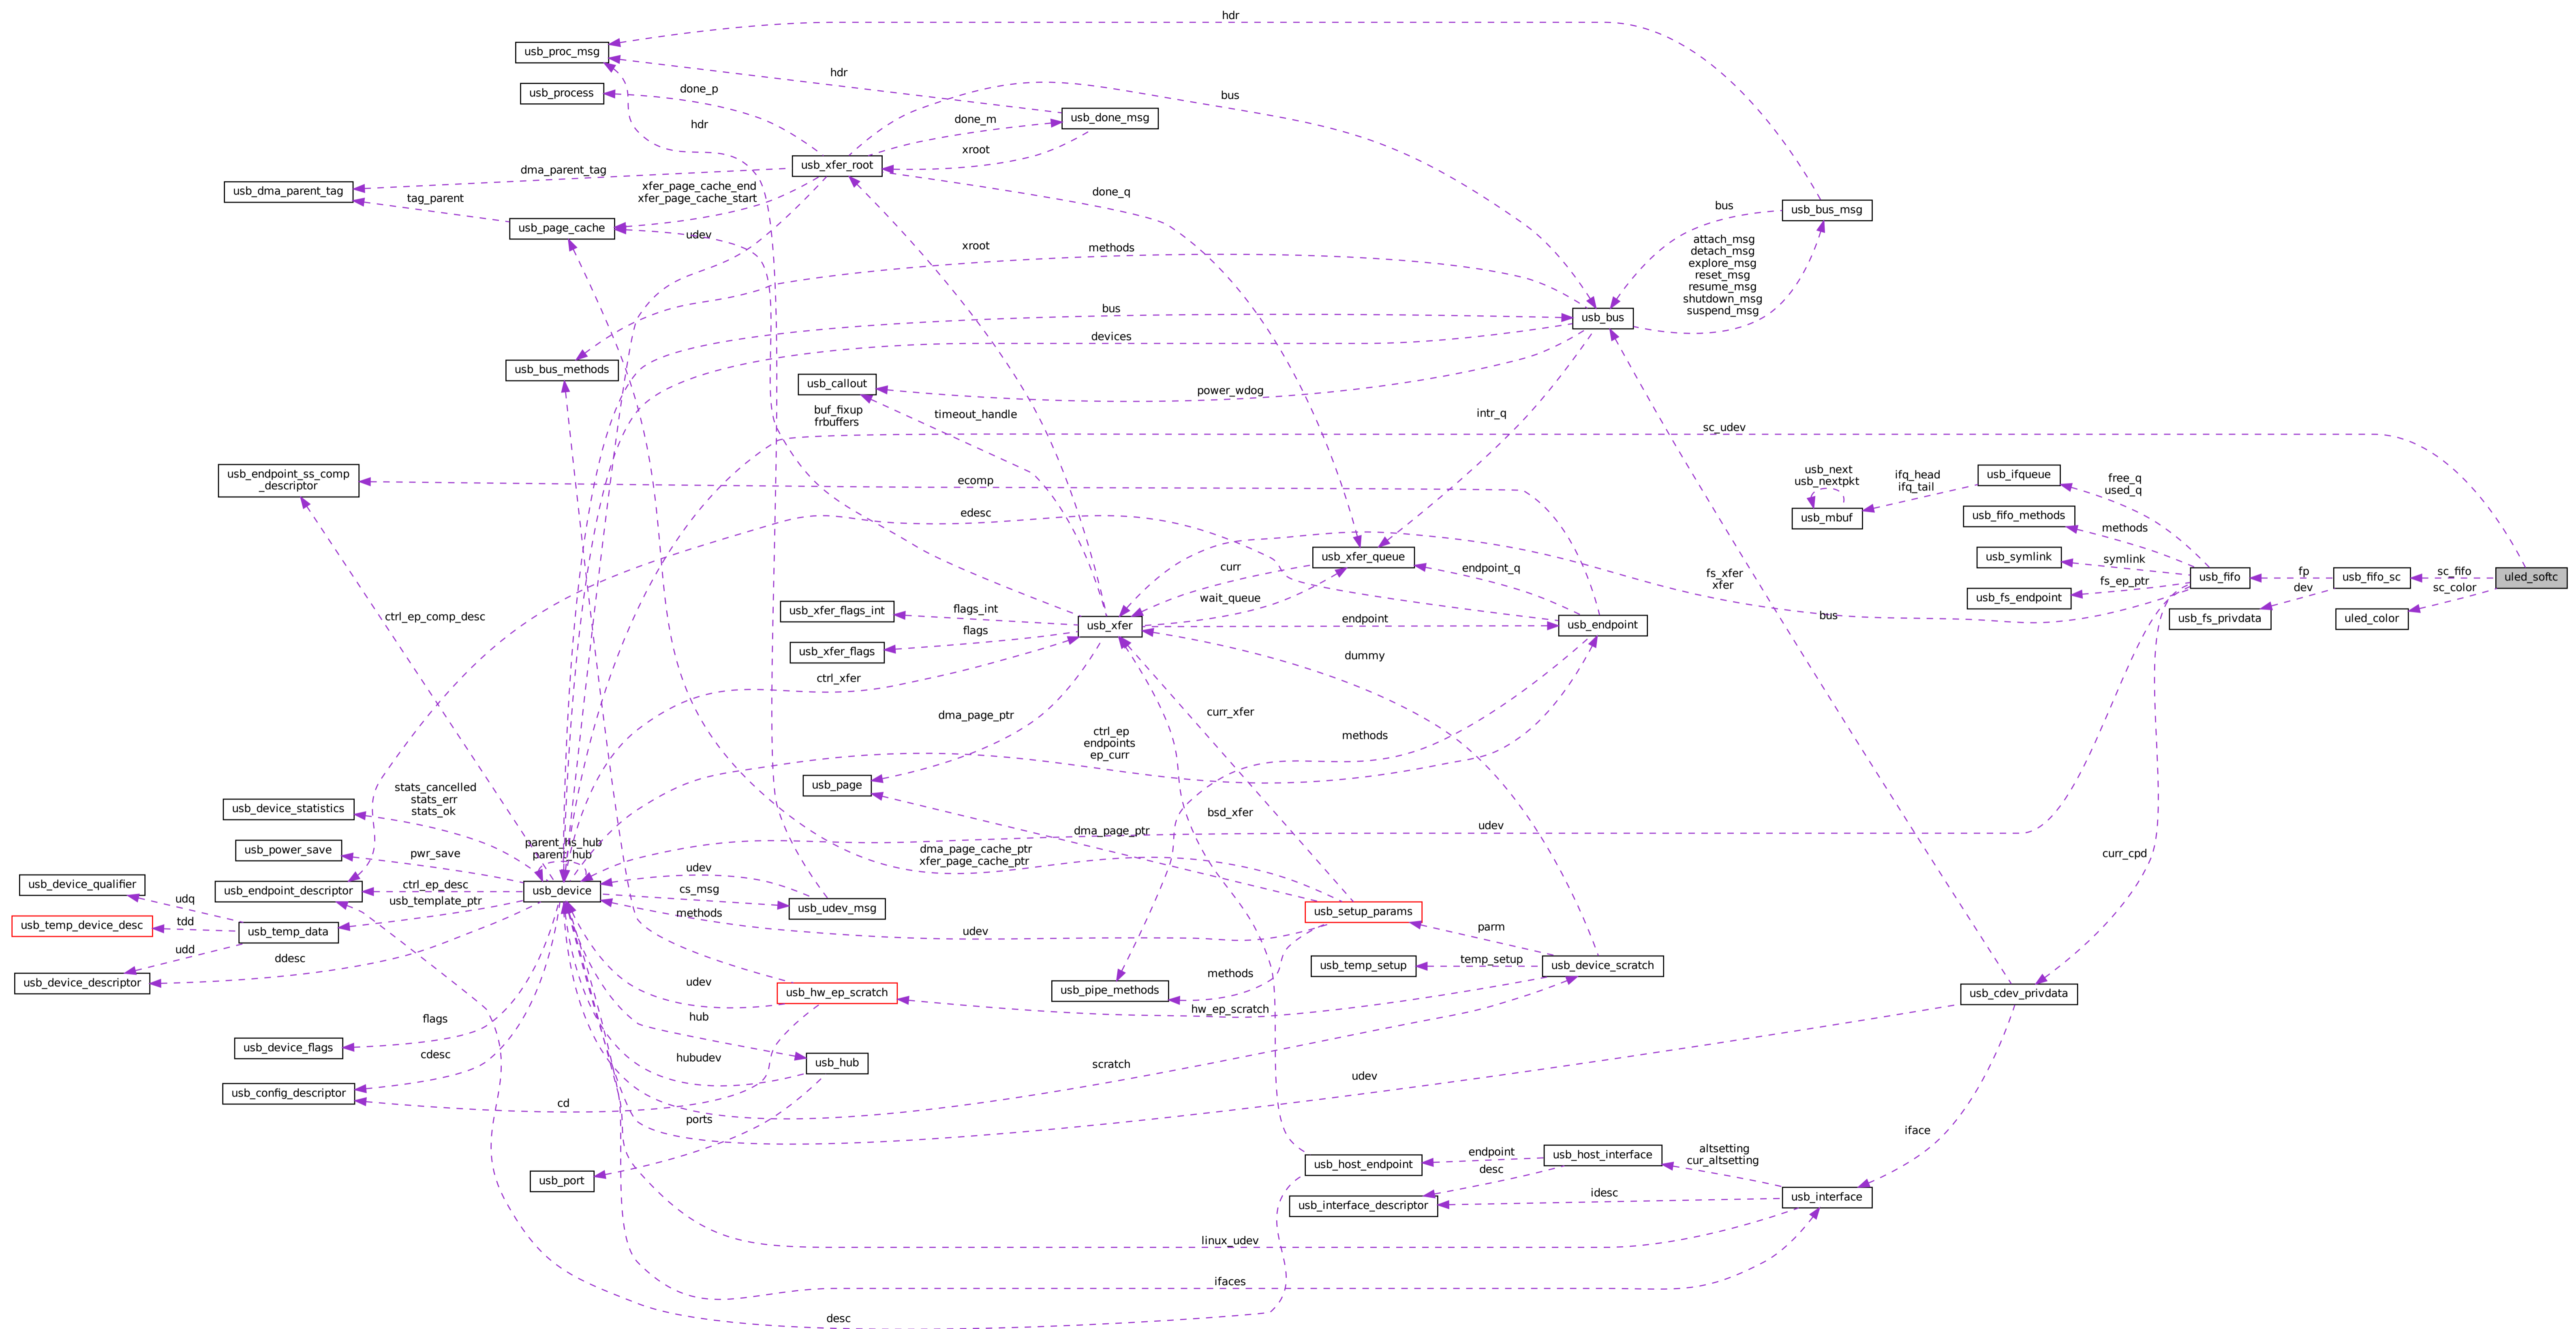 hdr
usb_proc_msg
hdr
usb_process
done_p
bus
usb_done_msg
done_m
hdr
xroot
usb_xfer_root
dma_parent_tag
usb_dma_parent_tag
xfer_page_cache_end
xfer_page_cache_start
done_q
tag_parent
usb_page_cache
udev
bus
usb_bus_msg
xroot
methods
attach_msg
detach_msg
explore_msg
reset_msg
resume_msg
shutdown_msg
suspend_msg
bus
usb_bus
devices
usb_bus_methods
usb_callout
power_wdog
buf_fixup
frbuffers
timeout_handle
intr_q
sc_udev
usb_endpoint_ss_comp
_descriptor
ecomp
usb_next
usb_nextpkt
ifq_head
ifq_tail
usb_ifqueue
free_q
used_q
edesc
usb_mbuf
usb_fifo_methods
methods
usb_xfer_queue
usb_symlink
symlink
curr
endpoint_q
fs_xfer
xfer
usb_fifo
fp
usb_fifo_sc
sc_fifo
uled_softc
fs_ep_ptr
dev
sc_color
usb_fs_endpoint
wait_queue
usb_xfer_flags_int
flags_int
ctrl_ep_comp_desc
usb_xfer
endpoint
usb_endpoint
bus
usb_fs_privdata
uled_color
flags
usb_xfer_flags
dummy
ctrl_xfer
dma_page_ptr
curr_xfer
ctrl_ep
endpoints
ep_curr
methods
usb_page
stats_cancelled
stats_err
stats_ok
usb_device_statistics
bsd_xfer
dma_page_ptr
udev
parent_hs_hub
parent_hub
usb_power_save
pwr_save
dma_page_cache_ptr
xfer_page_cache_ptr
curr_cpd
udev
usb_device_qualifier
usb_endpoint_descriptor
ctrl_ep_desc
usb_device
cs_msg
udq
usb_template_ptr
usb_udev_msg
usb_setup_params
methods
usb_temp_device_desc
tdd
usb_temp_data
udev
parm
udd
ddesc
usb_temp_setup
temp_setup
usb_device_scratch
methods
usb_device_descriptor
udev
usb_hw_ep_scratch
usb_pipe_methods
usb_cdev_privdata
hw_ep_scratch
flags
hub
usb_device_flags
cdesc
hubudev
usb_hub
scratch
udev
usb_config_descriptor
cd
ports
iface
altsetting
cur_altsetting
endpoint
usb_host_interface
usb_host_endpoint
desc
usb_port
idesc
usb_interface
usb_interface_descriptor
linux_udev
ifaces
desc